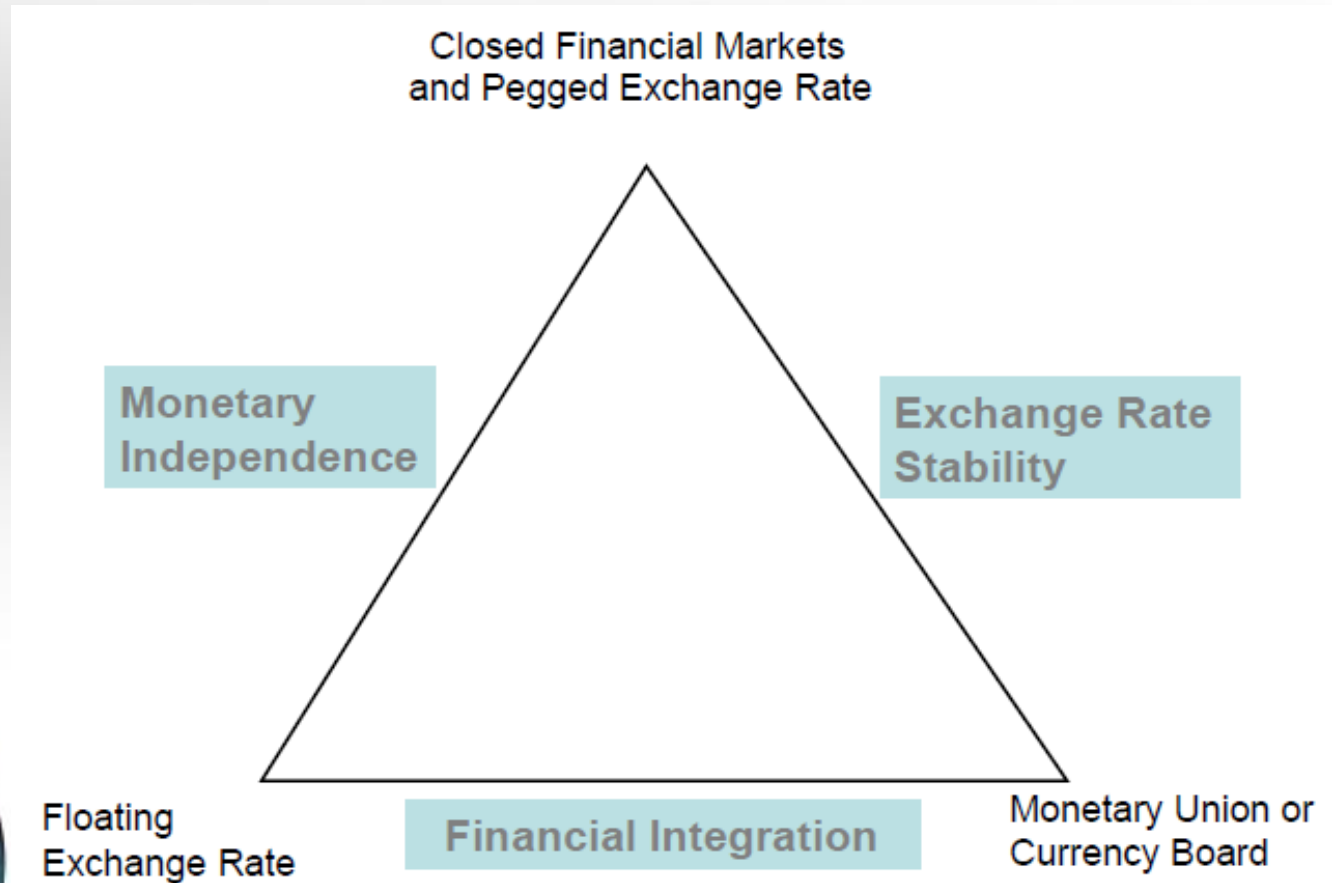 Closed Financial Markets
and Pegged Exchange Rate
Monetary
Independence
Exchange Rate
Stability
Floating
Exchange Rate
Financial Integration
Monetary Union or
Currency Board